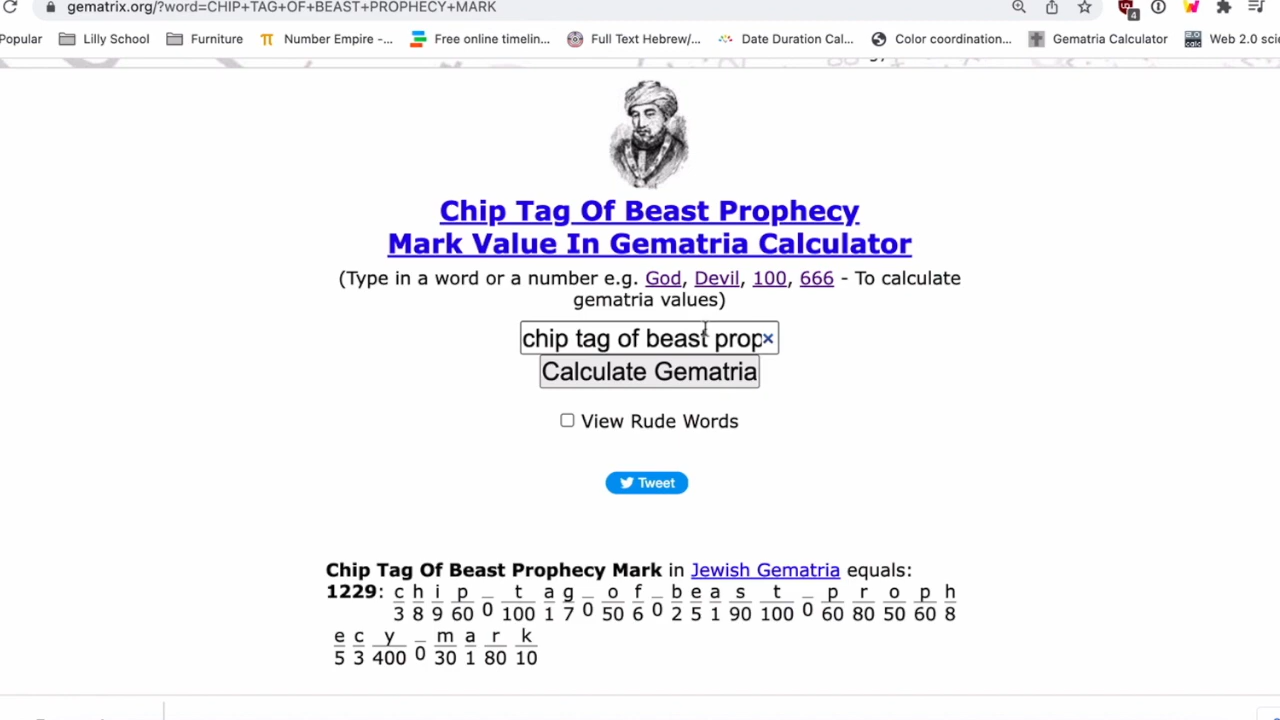 gematrix.org/?word=CHIP+TAG+OF+BEAST+PROPHECY+MARK
4
Popular Lilly School Furniture Number Empire -... Free online timelin... Full Text Hebrew/... Date Duration Cal... Color coordination... Gematria Calculator Web 2.0 scie
Chip Tag Of Beast Prophecy
Mark Value In Gematria Calculator
(Type in a word or a number e.g. God, Devil, 100, 666 - To calculate
gematria values)
chip tag of beast prop
Calculate Gematria
View Rude Words
Tweet
Chip Tag Of Beast Prophecy Mark in Jewish Gematria equals:
1229: c h i p _ t a g _ o f _ b e a s t _ p r o p h
3 8 9 60 0 100 1 7 0 50 6 0 2 5 1 90 100 0 60 80 50 60 8
e c y _ m a r k
5 3 400 0 30 1 80 10